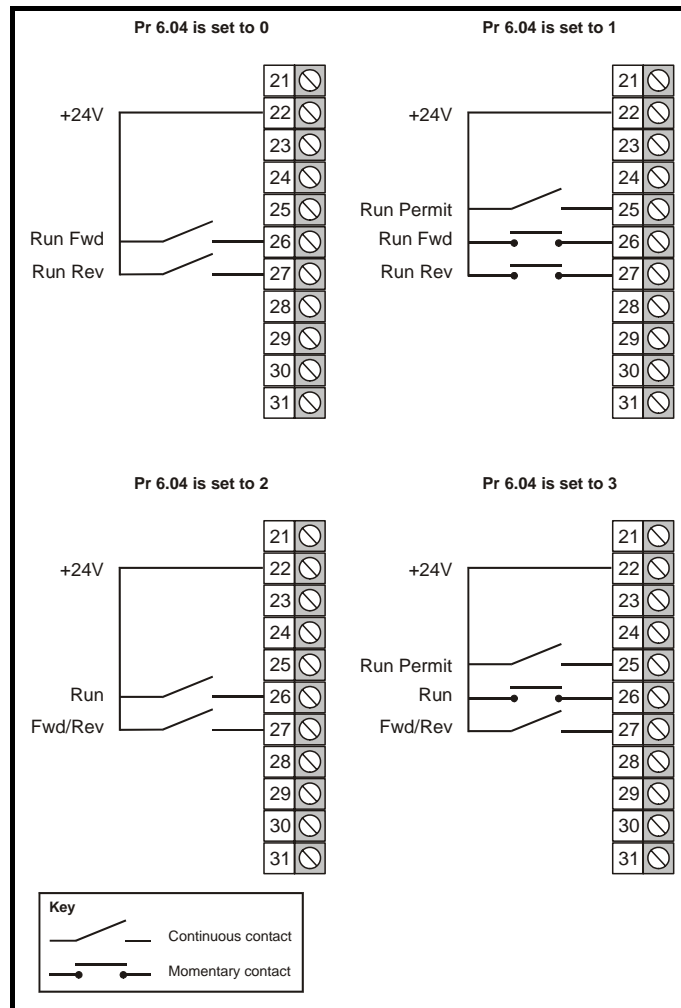 Pr 6.04 is set to 0
+24V
Run Fwd
Run Rev
21
22
23
24
25
26
27
28
29
30
31
Pr 6.04 is set to 1
+24V
Run Permit
Run Fwd
Run Rev
21
22
23
24
25
26
27
28
29
30
31
Pr 6.04 is set to 2
+24V
Run
Fwd/Rev
21
22
23
24
25
26
27
28
29
30
31
Pr 6.04 is set to 3
+24V
Run Permit
Run
Fwd/Rev
21
22
23
24
25
26
27
28
29
30
31
Key
Continuous contact
Momentary contact